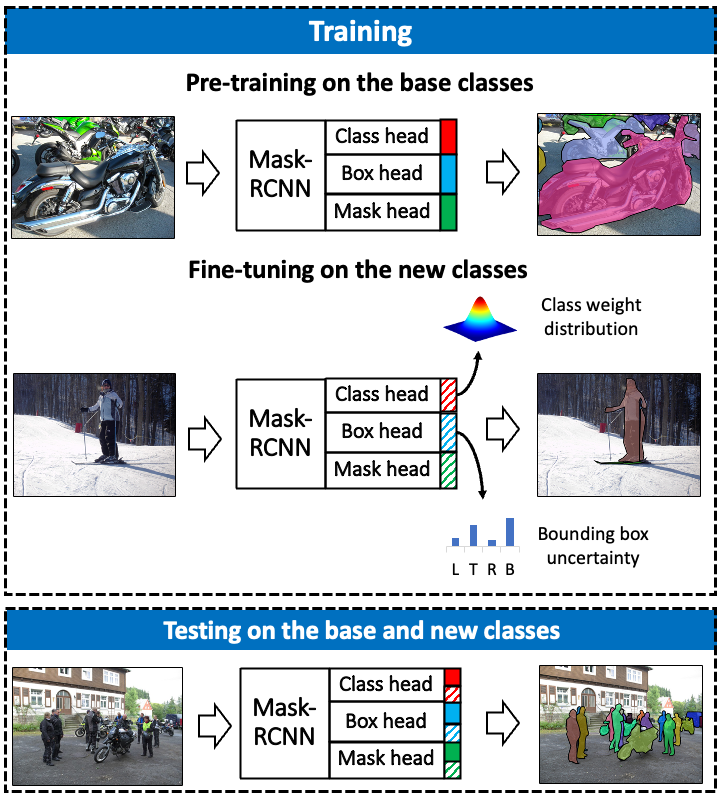 Training
Pre-training on the base classes
Mask-
RCNN
Class head
Box head
Mask head
Fine-tuning on the new classes
Class weight
distribution
Mask-
RCNN
Class head
Box head
Mask head
Bounding box
uncertainty
L T R B
Testing on the base and new classes
Mask-
RCNN
Class head
Box head
Mask head